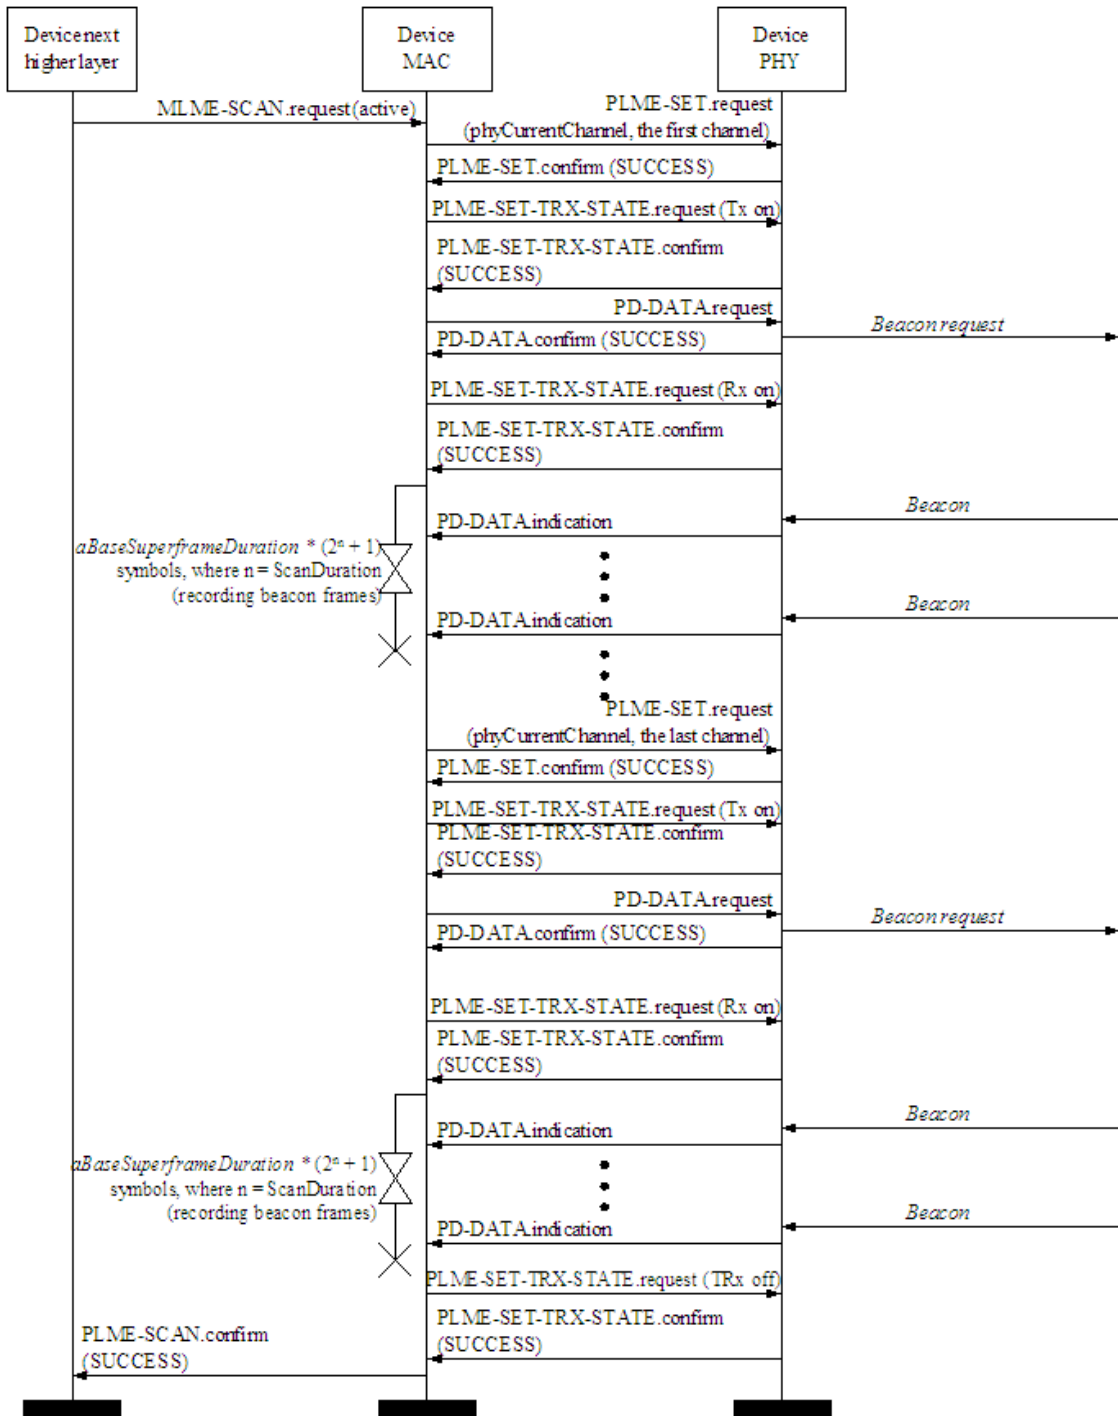 Device next
higher layer
Device
MAC
Device
PHY
MLME-SCAN.request (active)
PLME-SET.request
(phyCurrentChannel, the first channel)
PLME-SET.confirm (SUCCESS)
PLME-SET-TRX-STATE.request (Tx on)
PLME-SET-TRX-STATE.confirm
(SUCCESS)
PD-DATA.request
Beacon request
PD-DATA.confirm (SUCCESS)
PLME-SET-TRX-STATE.request (Rx on)
PLME-SET-TRX-STATE.confirm
(SUCCESS)
Beacon
PD-DATA.indication
aBaseSuperframeDuration * (2ⁿ + 1)
symbols, where n = ScanDuration
(recording beacon frames)
Beacon
PD-DATA.indication
PLME-SET.request
(phyCurrentChannel, the last channel)
PLME-SET.confirm (SUCCESS)
PLME-SET-TRX-STATE.request (Tx on)
PLME-SET-TRX-STATE.confirm
(SUCCESS)
PD-DATA.request
Beacon request
PD-DATA.confirm (SUCCESS)
PLME-SET-TRX-STATE.request (Rx on)
PLME-SET-TRX-STATE.confirm
(SUCCESS)
Beacon
PD-DATA.indication
aBaseSuperframeDuration * (2ⁿ + 1)
symbols, where n = ScanDuration
(recording beacon frames)
Beacon
PD-DATA.indication
PLME-SET-TRX-STATE.request (TRx off)
PLME-SET-TRX-STATE.confirm
(SUCCESS)
PLME-SCAN.confirm
(SUCCESS)